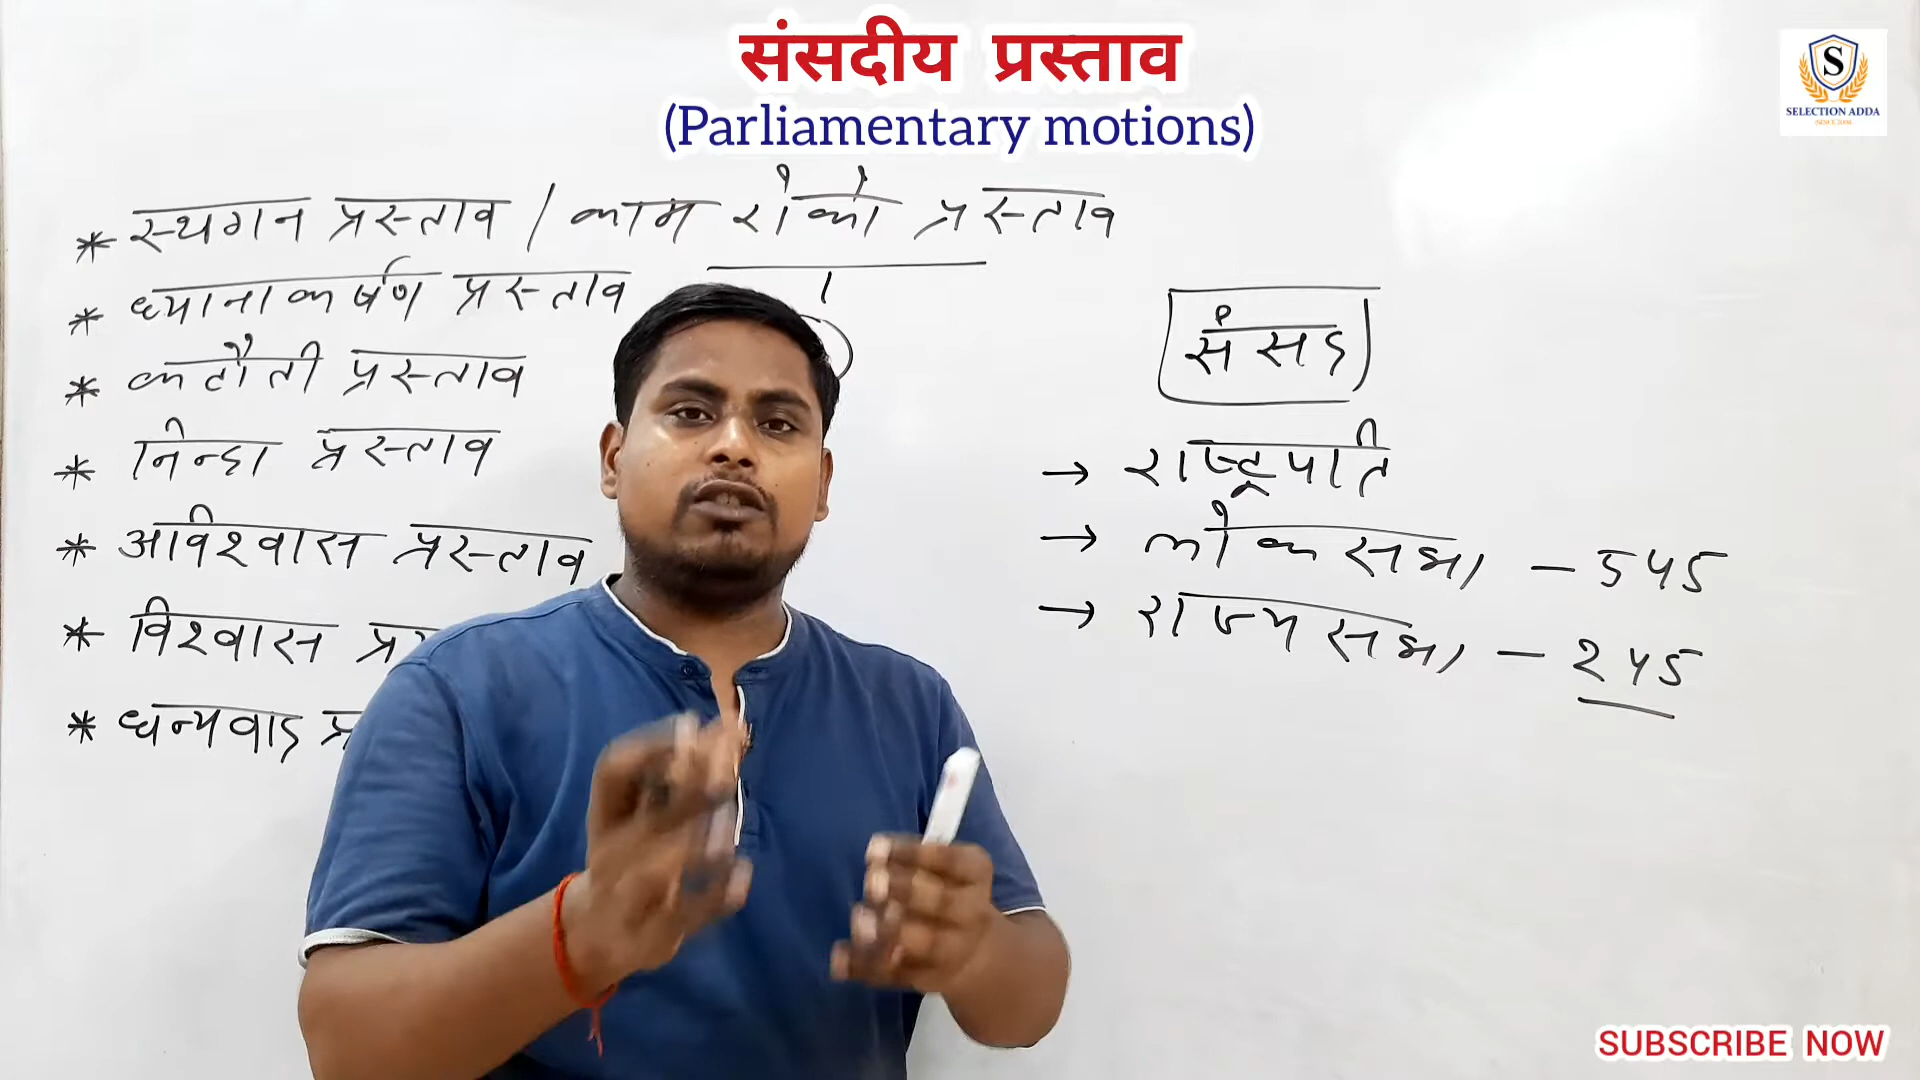 संसदीय प्रस्ताव
(Parliamentary motions)
S
SELECTION ADDA
* स्थगन प्रस्ताव / काम रोको प्रस्ताव
* ध्यानाकर्षण प्रस्ताव
* कटौती प्रस्ताव
* निन्दा प्रस्ताव
* अविश्वास प्रस्ताव
* विश्वास प्र
* धन्यवाद प्र
संसद
→ राष्ट्रपति
→ लोकसभा – 545
→ राज्यसभा – 245
SUBSCRIBE NOW